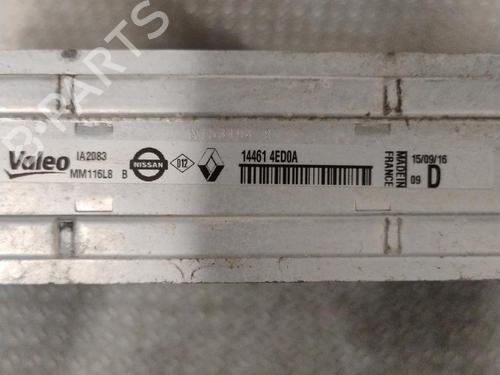 B-PARTS
Valeo
IA2083
MM116L8 B
NISSAN
D12
14461 4ED0A
MADE IN
FRANCE
15/09/16
09 D